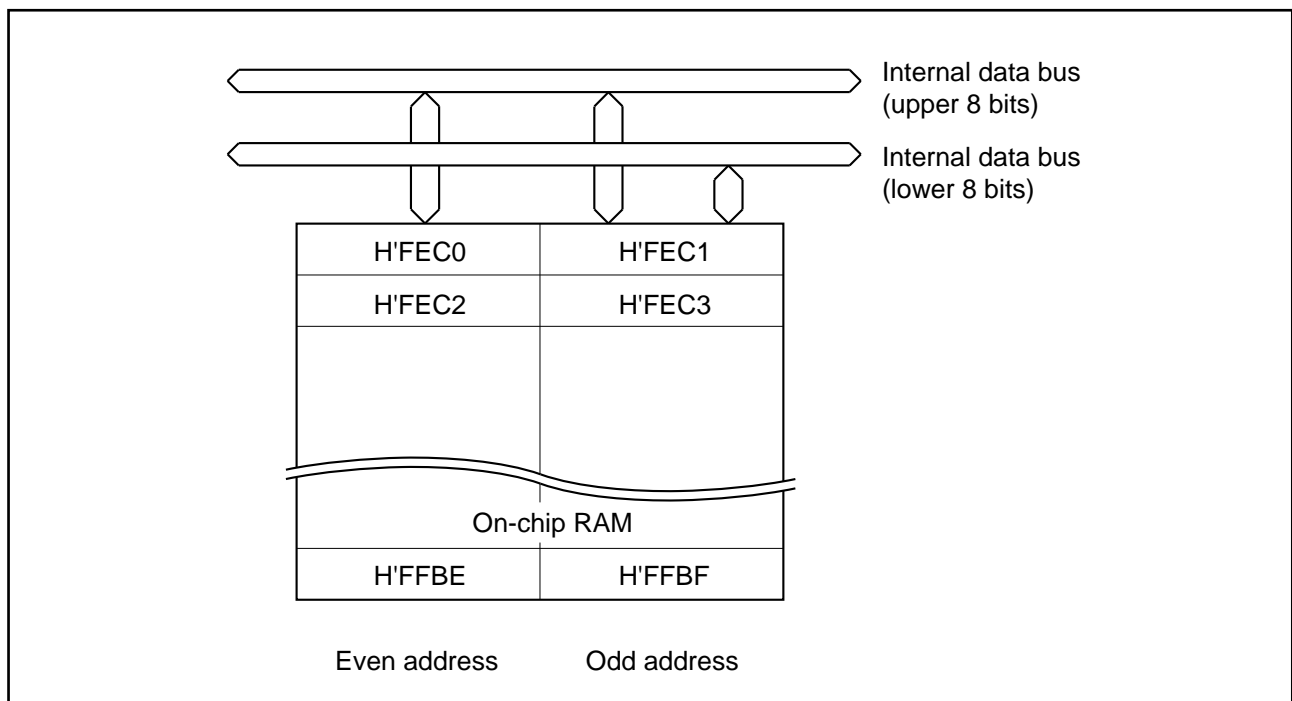 Internal data bus
(upper 8 bits)
Internal data bus
(lower 8 bits)
H'FEC0 H'FEC1
H'FEC2 H'FEC3
On-chip RAM
H'FFBE H'FFBF
Even address Odd address